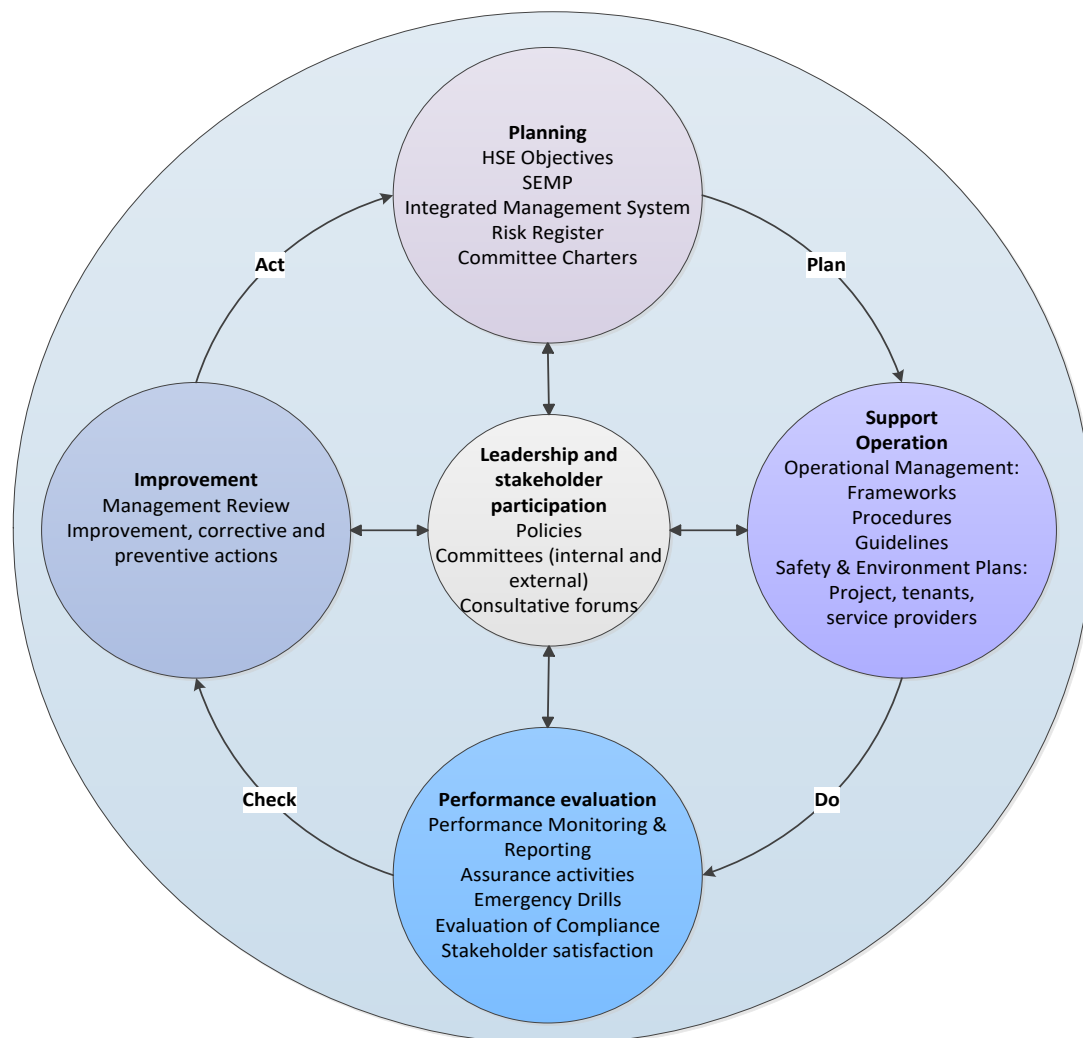 Planning
HSE Objectives
SEMP
Integrated Management System
Risk Register
Committee Charters
Act
Plan
Support
Operation
Operational Management:
Frameworks
Procedures
Guidelines
Safety & Environment Plans:
Project, tenants,
service providers
Leadership and
stakeholder
participation
Policies
Committees (internal and
external)
Consultative forums
Improvement
Management Review
Improvement, corrective and
preventive actions
Check
Do
Performance evaluation
Performance Monitoring &
Reporting
Assurance activities
Emergency Drills
Evaluation of Compliance
Stakeholder satisfaction